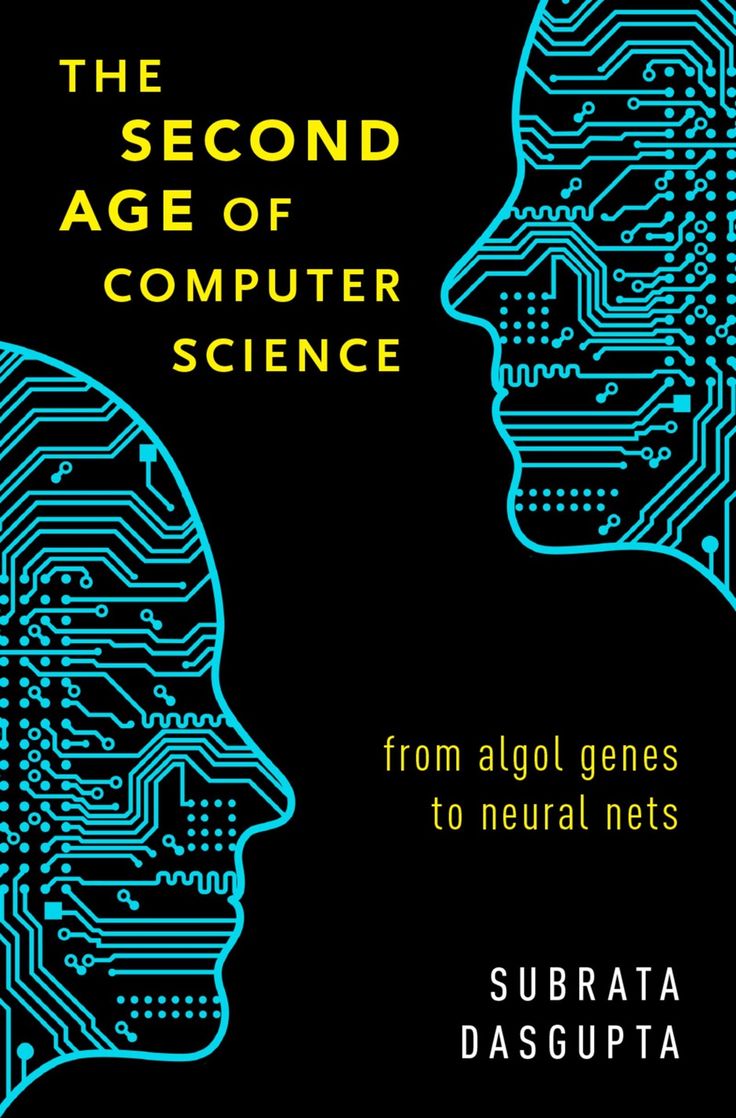 THE
SECOND
AGE OF
COMPUTER
SCIENCE
from algol genes
to neural nets
SUBRATA
DASGUPTA